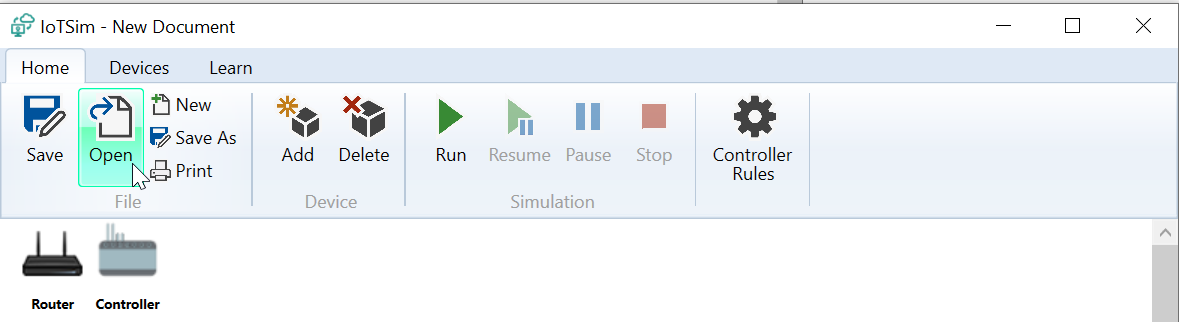 IoTSim - New Document
Home Devices Learn
Save
Open
New
Save As
Print
File
Add
Delete
Device
Run
Resume
Pause
Stop
Simulation
Controller
Rules
Router
Controller